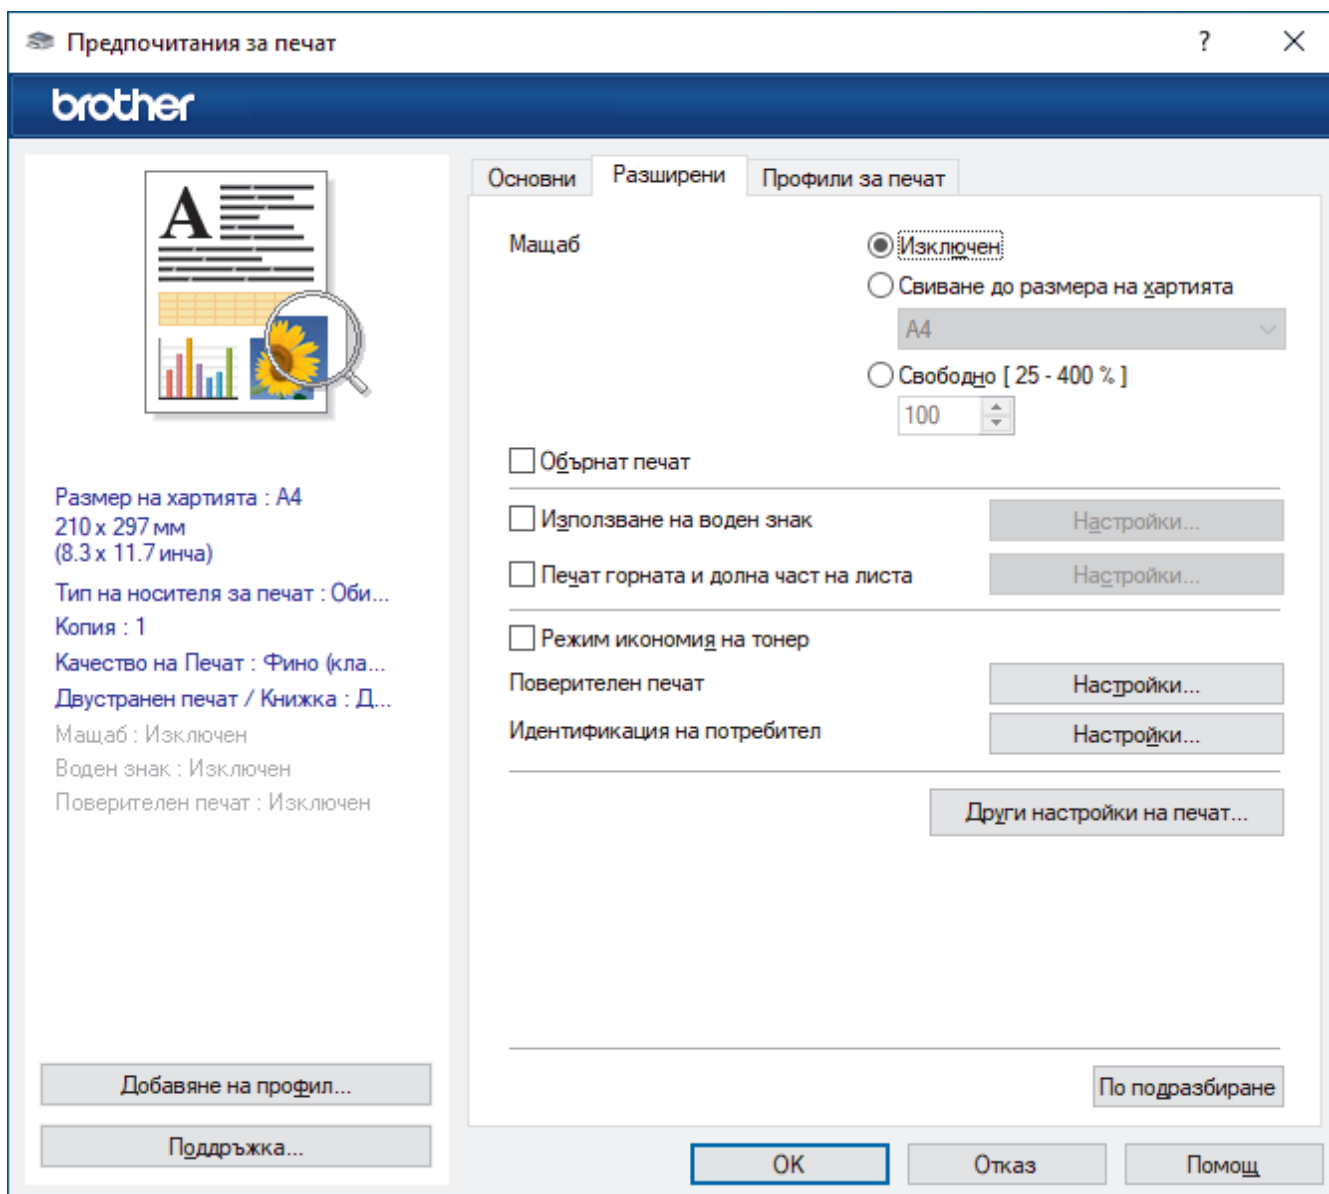 Предпочитания за печат
brother
A
Размер на хартията : A4
210 x 297 мм
(8.3 x 11.7 инча)
Тип на носителя за печат : Оби...
Копия : 1
Качество на Печат : Фино (кла...
Двустранен печат / Книжка : Д...
Мащаб : Изключен
Воден знак : Изключен
Поверителен печат : Изключен
Добавяне на профил...
Поддръжка...
Основни
Разширени
Профили за печат
Мащаб
Изключен
Свиване до размера на хартията
A4
Свободно [ 25 - 400 % ]
100
Обърнат печат
Използване на воден знак
Настройки...
Печат горната и долна част на листа
Настройки...
Режим икономия на тонер
Поверителен печат
Настройки...
Идентификация на потребител
Настройки...
Други настройки на печат...
По подразбиране
OK
Отказ
Помощ